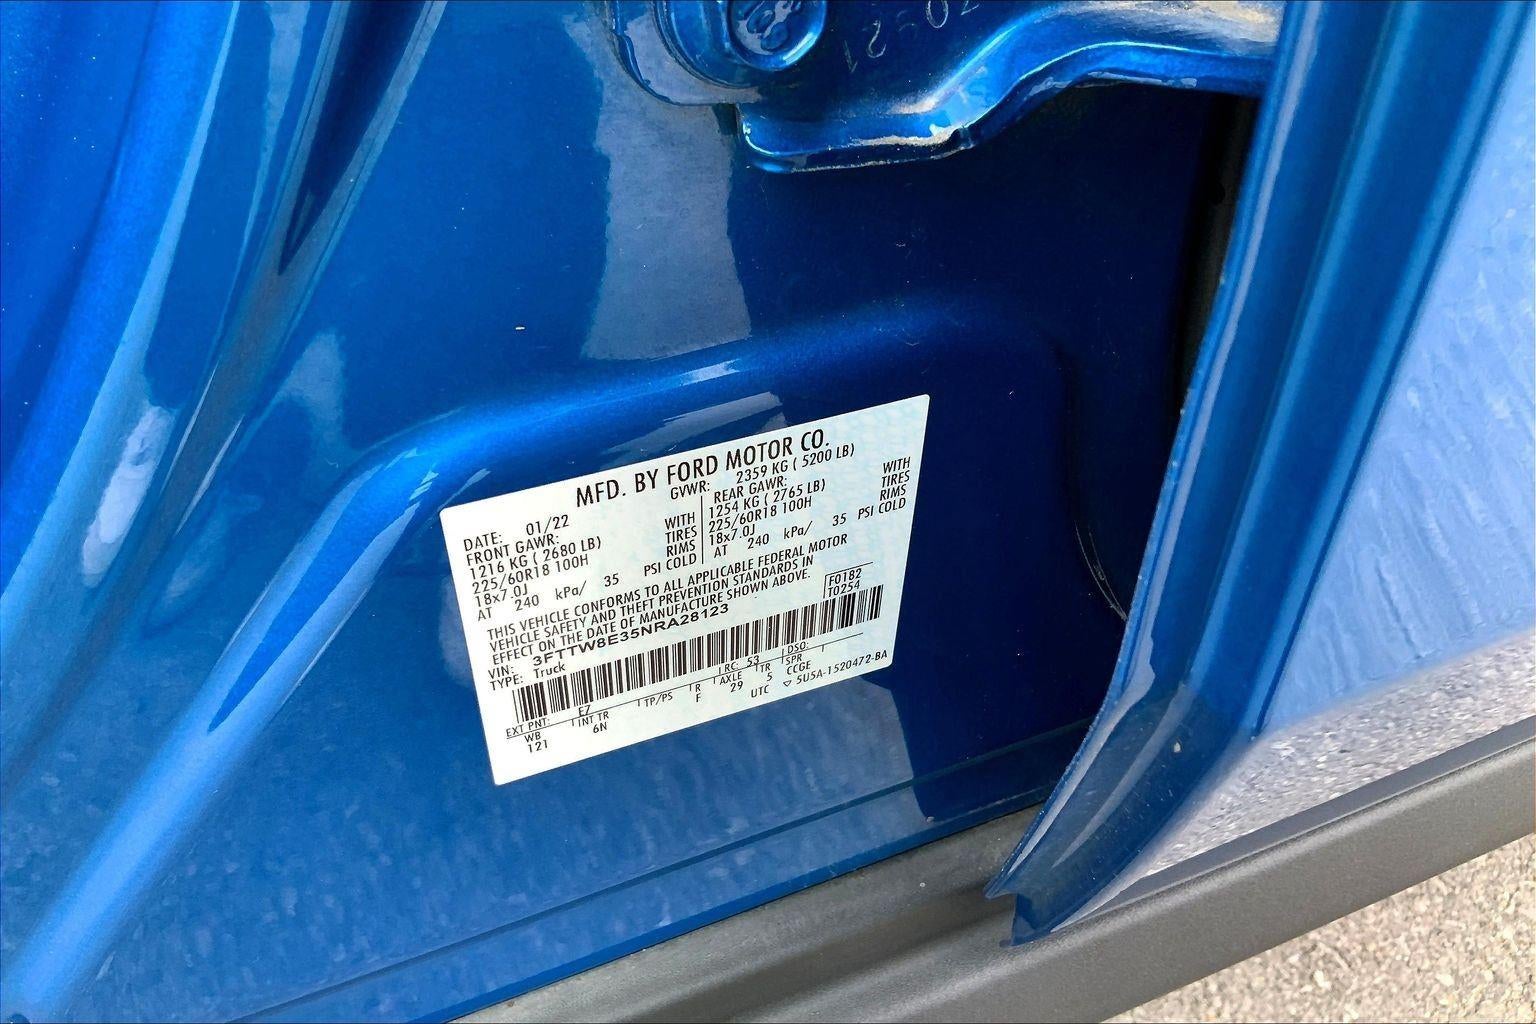 7021
MFD. BY FORD MOTOR CO.
DATE: 01/22 GVWR: 2359 KG ( 5200 LB)
FRONT GAWR: REAR GAWR:
1216 KG ( 2680 LB) WITH 1254 KG ( 2765 LB) WITH
225/60R18 100H TIRES 225/60R18 100H TIRES
18x7.0J RIMS 18x7.0J RIMS
AT 240 kPa/ 35 PSI COLD AT 240 kPa/ 35 PSI COLD
THIS VEHICLE CONFORMS TO ALL APPLICABLE FEDERAL MOTOR
VEHICLE SAFETY AND THEFT PREVENTION STANDARDS IN
EFFECT ON THE DATE OF MANUFACTURE SHOWN ABOVE.
F0182
T0254
VIN: 3FTTW8E35NRA28123
TYPE: Truck
EXT PNT: E7 RC: 53 DSO:
WB INT TR TP/PS R AXLE TR SPR
121 6N F 29 5 CCGE
UTC ▽ 5U5A-1520472-BA